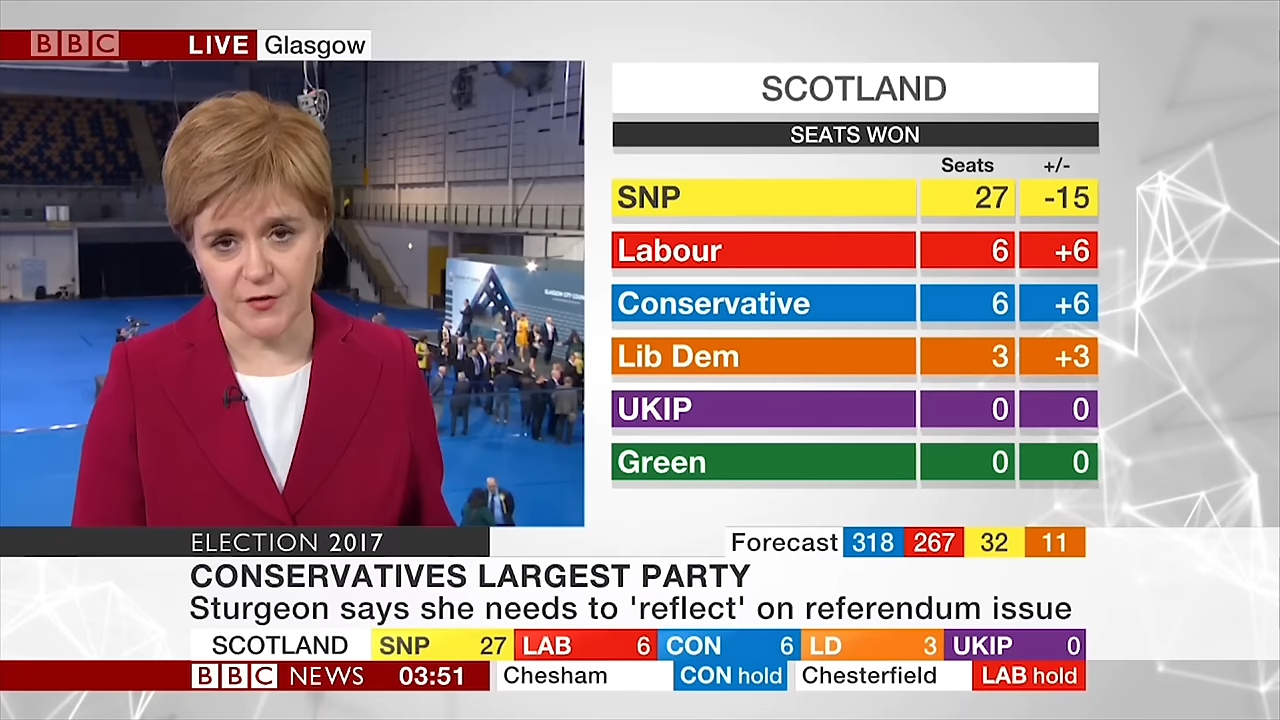 BBC LIVE Glasgow
SCOTLAND
SEATS WON
Seats +/-
SNP 27 -15
Labour 6 +6
Conservative 6 +6
Lib Dem 3 +3
UKIP 0 0
Green 0 0
GLASGOW CITY COUN
ELECTION 2017
Forecast 318 267 32 11
CONSERVATIVES LARGEST PARTY
Sturgeon says she needs to 'reflect' on referendum issue
SCOTLAND SNP 27 LAB 6 CON 6 LD 3 UKIP 0
BBC NEWS 03:51 Chesham CON hold Chesterfield LAB hold